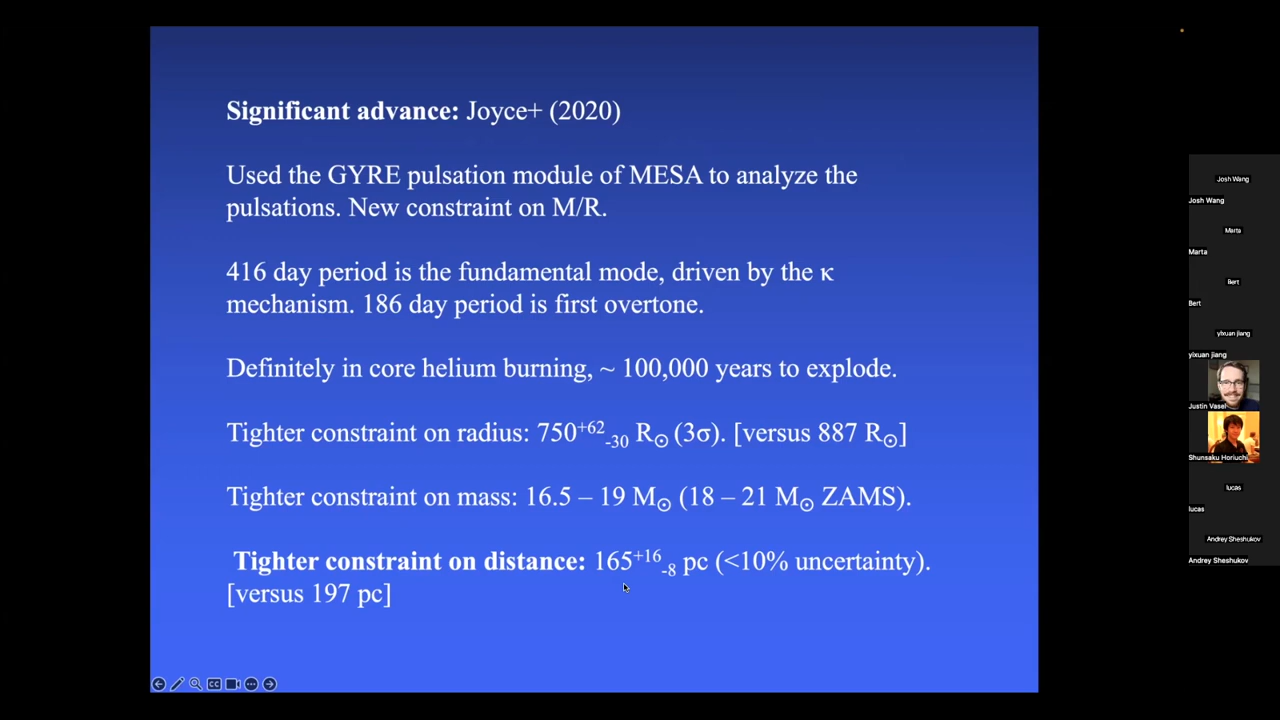 Significant advance: Joyce+ (2020)
Used the GYRE pulsation module of MESA to analyze the
pulsations. New constraint on M/R.
416 day period is the fundamental mode, driven by the κ
mechanism. 186 day period is first overtone.
Definitely in core helium burning, ~ 100,000 years to explode.
Tighter constraint on radius: 750+62-30 R⊙ (3σ). [versus 887 R⊙]
Tighter constraint on mass: 16.5 – 19 M⊙ (18 – 21 M⊙ ZAMS).
Tighter constraint on distance: 165+16-8 pc (<10% uncertainty).
[versus 197 pc]
CC
Josh Wang
Josh Wang
Marta
Marta
Bert
Bert
yixuan jiang
yixuan jiang
Justin Vasel
Shunsaku Horiuchi
lucas
lucas
Andrey Sheshukov
Andrey Sheshukov